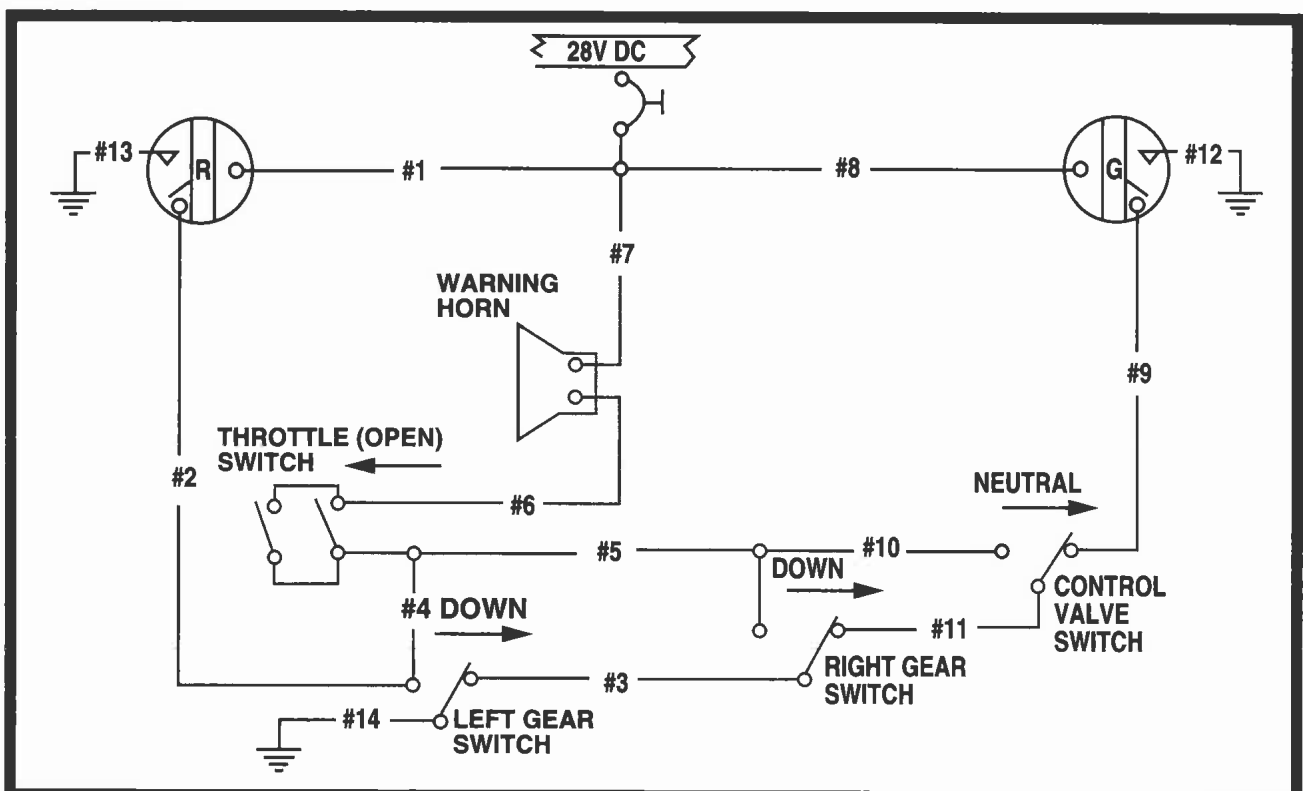 28V DC
#13
R
#1
#8
G
#12
#7
WARNING
HORN
#9
THROTTLE (OPEN)
SWITCH
#2
#6
NEUTRAL
#5
#10
DOWN
#4 DOWN
CONTROL
VALVE
SWITCH
#11
RIGHT GEAR
SWITCH
#3
#14
LEFT GEAR
SWITCH